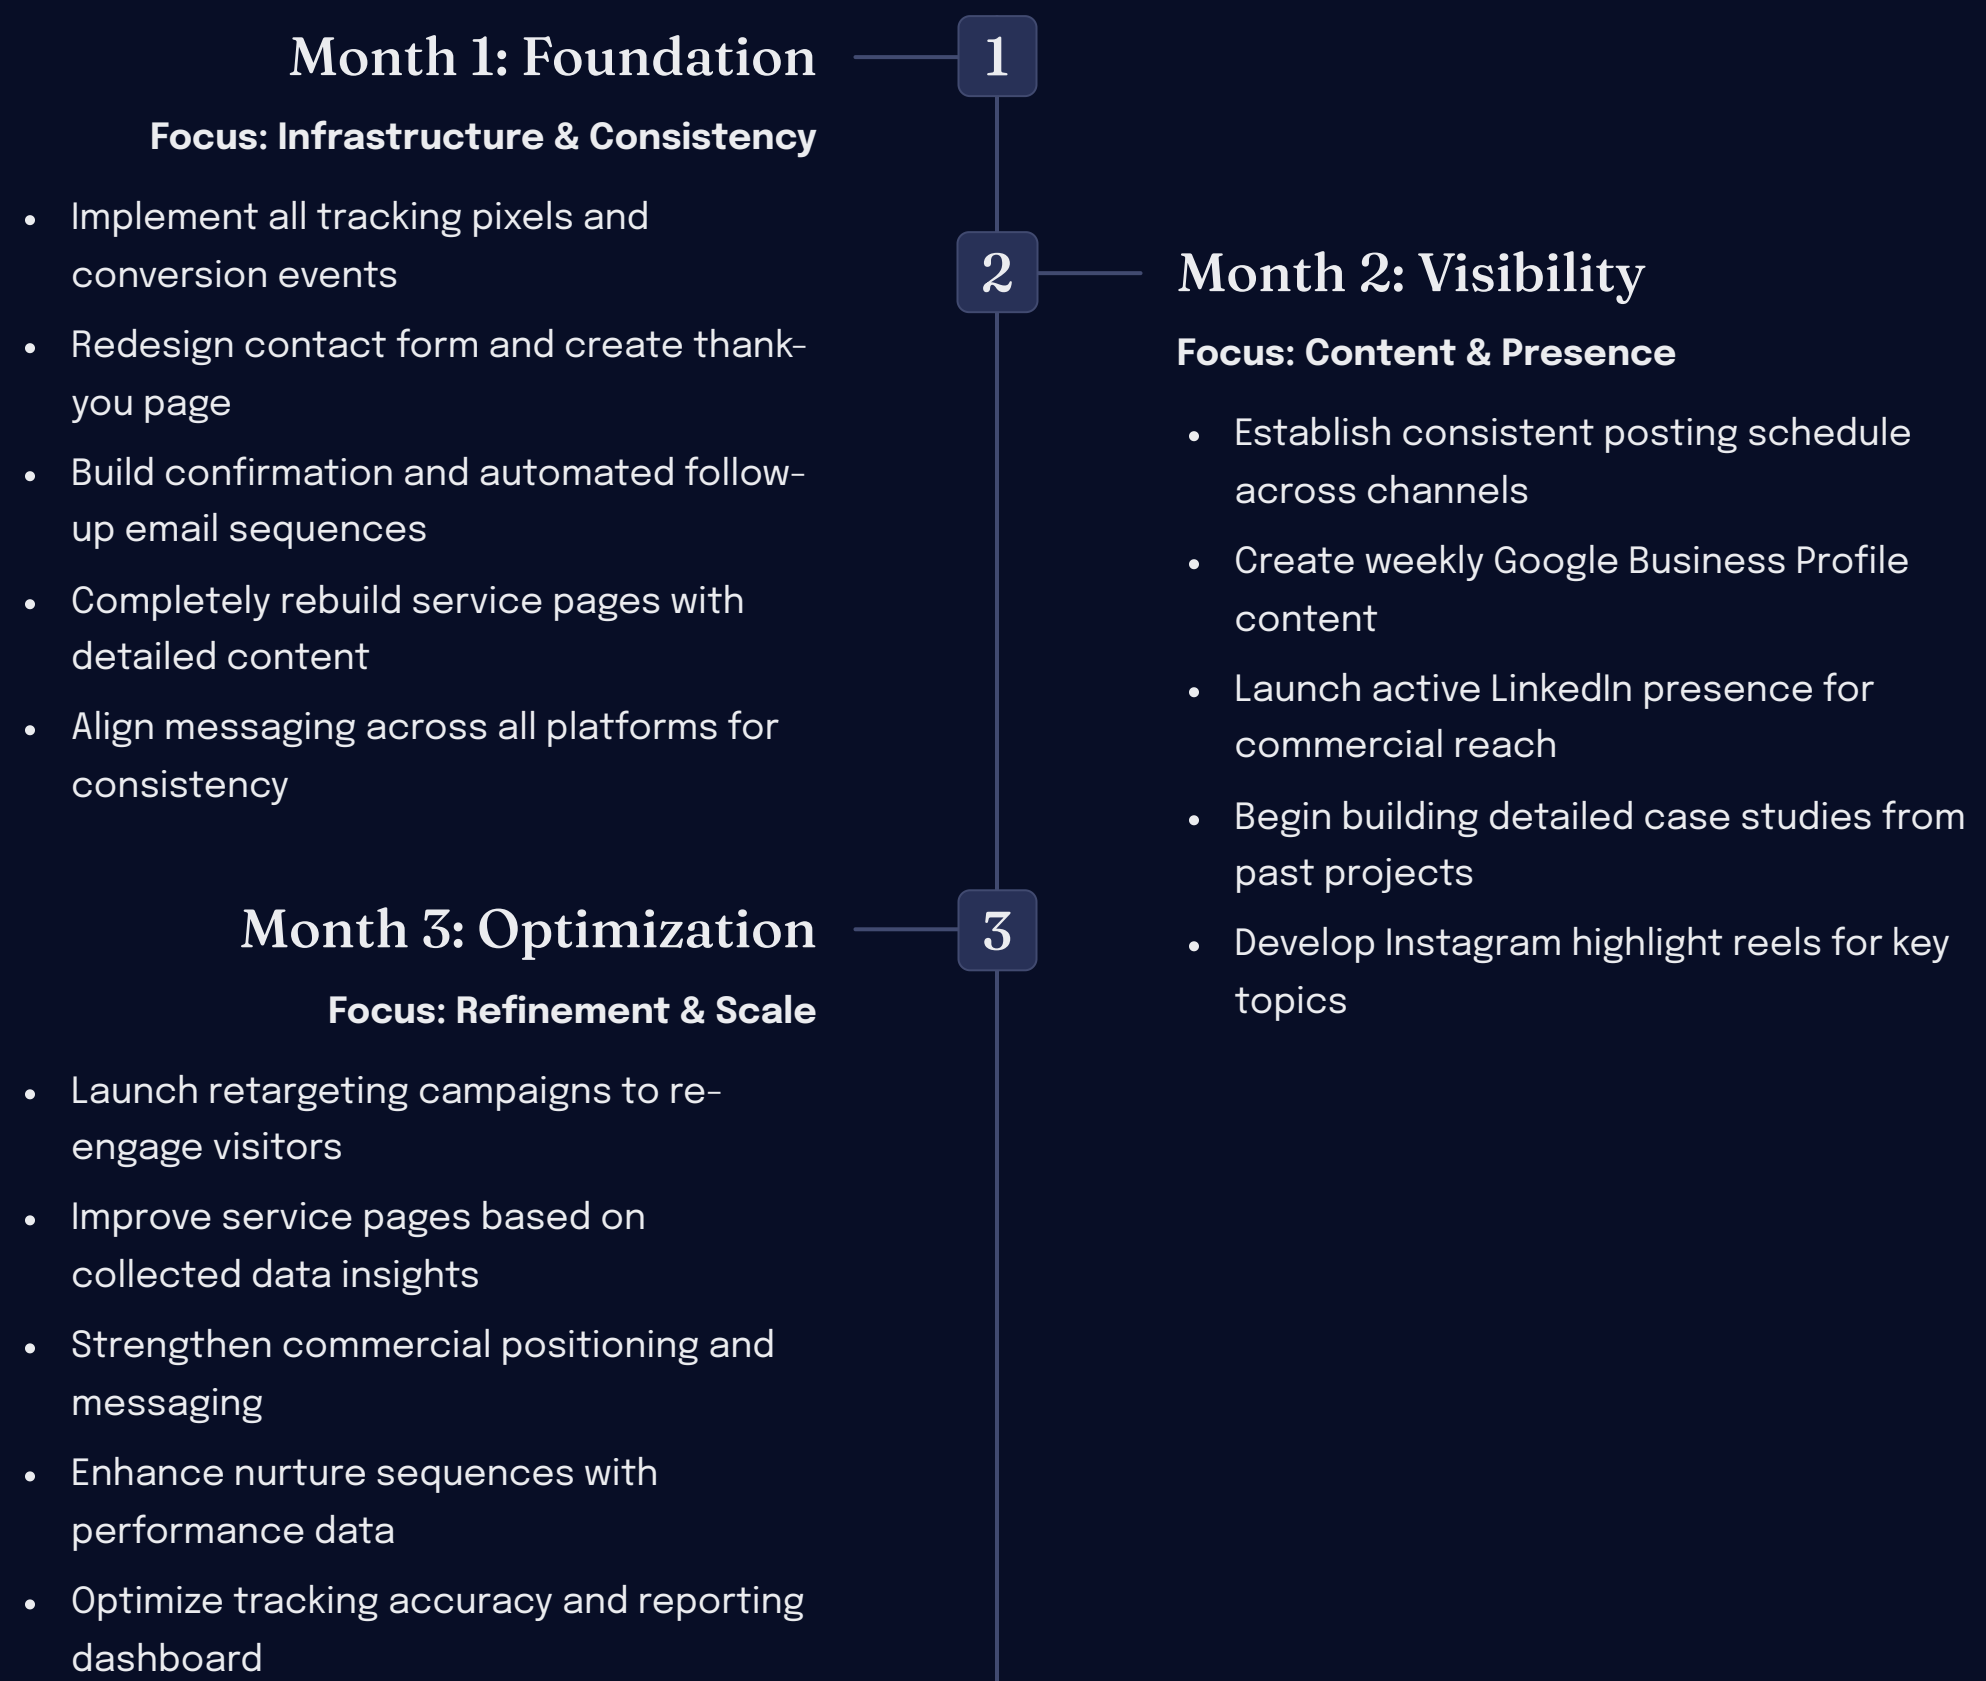 Month 1: Foundation
1
Focus: Infrastructure & Consistency
• Implement all tracking pixels and
conversion events
• Redesign contact form and create thank-
you page
• Build confirmation and automated follow-
up email sequences
• Completely rebuild service pages with
detailed content
• Align messaging across all platforms for
consistency
2
Month 2: Visibility
Focus: Content & Presence
• Establish consistent posting schedule
across channels
• Create weekly Google Business Profile
content
• Launch active LinkedIn presence for
commercial reach
• Begin building detailed case studies from
past projects
• Develop Instagram highlight reels for key
topics
Month 3: Optimization
3
Focus: Refinement & Scale
• Launch retargeting campaigns to re-
engage visitors
• Improve service pages based on
collected data insights
• Strengthen commercial positioning and
messaging
• Enhance nurture sequences with
performance data
• Optimize tracking accuracy and reporting
dashboard